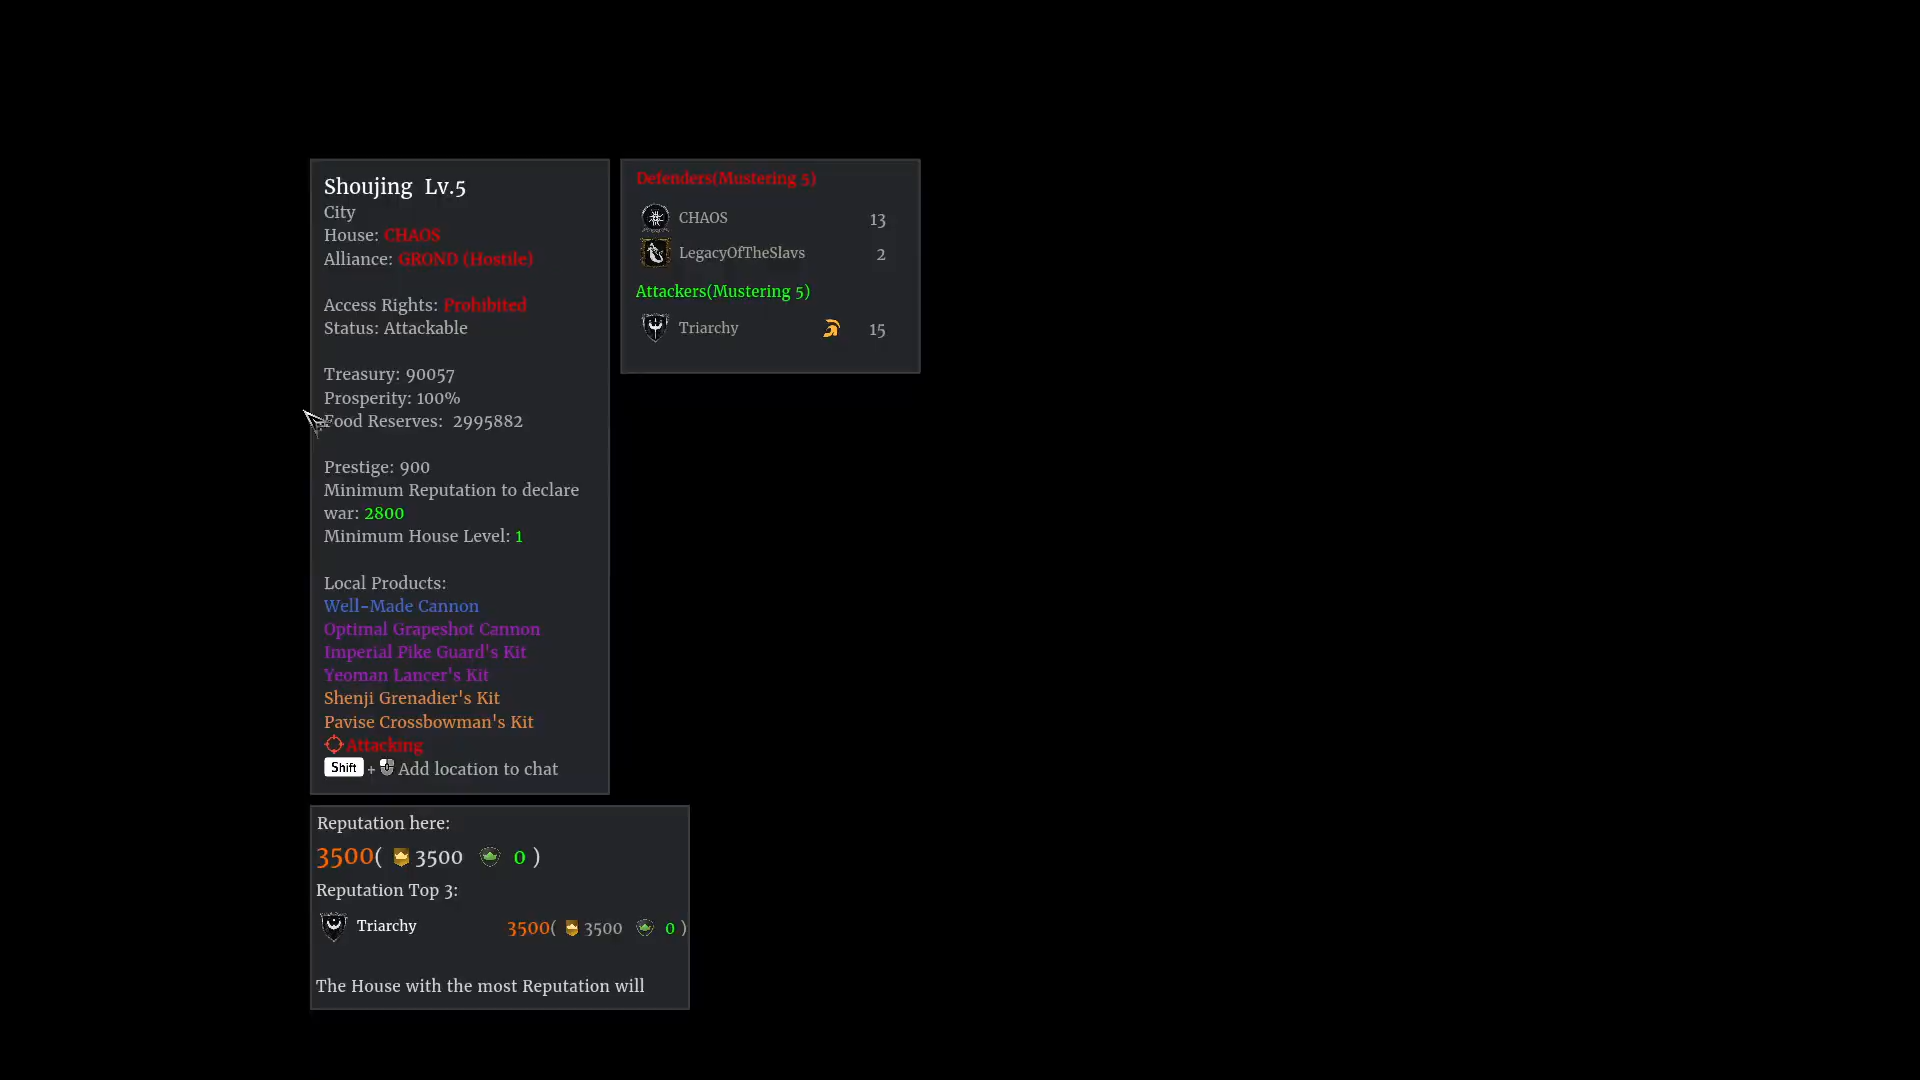 Shoujing Lv.5
City
House: CHAOS
Alliance: GROND (Hostile)
Access Rights: Prohibited
Status: Attackable
Treasury: 90057
Prosperity: 100%
Food Reserves: 2995882
Prestige: 900
Minimum Reputation to declare
war: 2800
Minimum House Level: 1
Local Products:
Well-Made Cannon
Optimal Grapeshot Cannon
Imperial Pike Guard's Kit
Yeoman Lancer's Kit
Shenji Grenadier's Kit
Pavise Crossbowman's Kit
Attacking
Shift + Add location to chat
Defenders(Mustering 5)
CHAOS 13
LegacyOfTheSlavs 2
Attackers(Mustering 5)
Triarchy 15
Reputation here:
3500( 3500 0 )
Reputation Top 3:
Triarchy 3500( 3500 0 )
The House with the most Reputation will